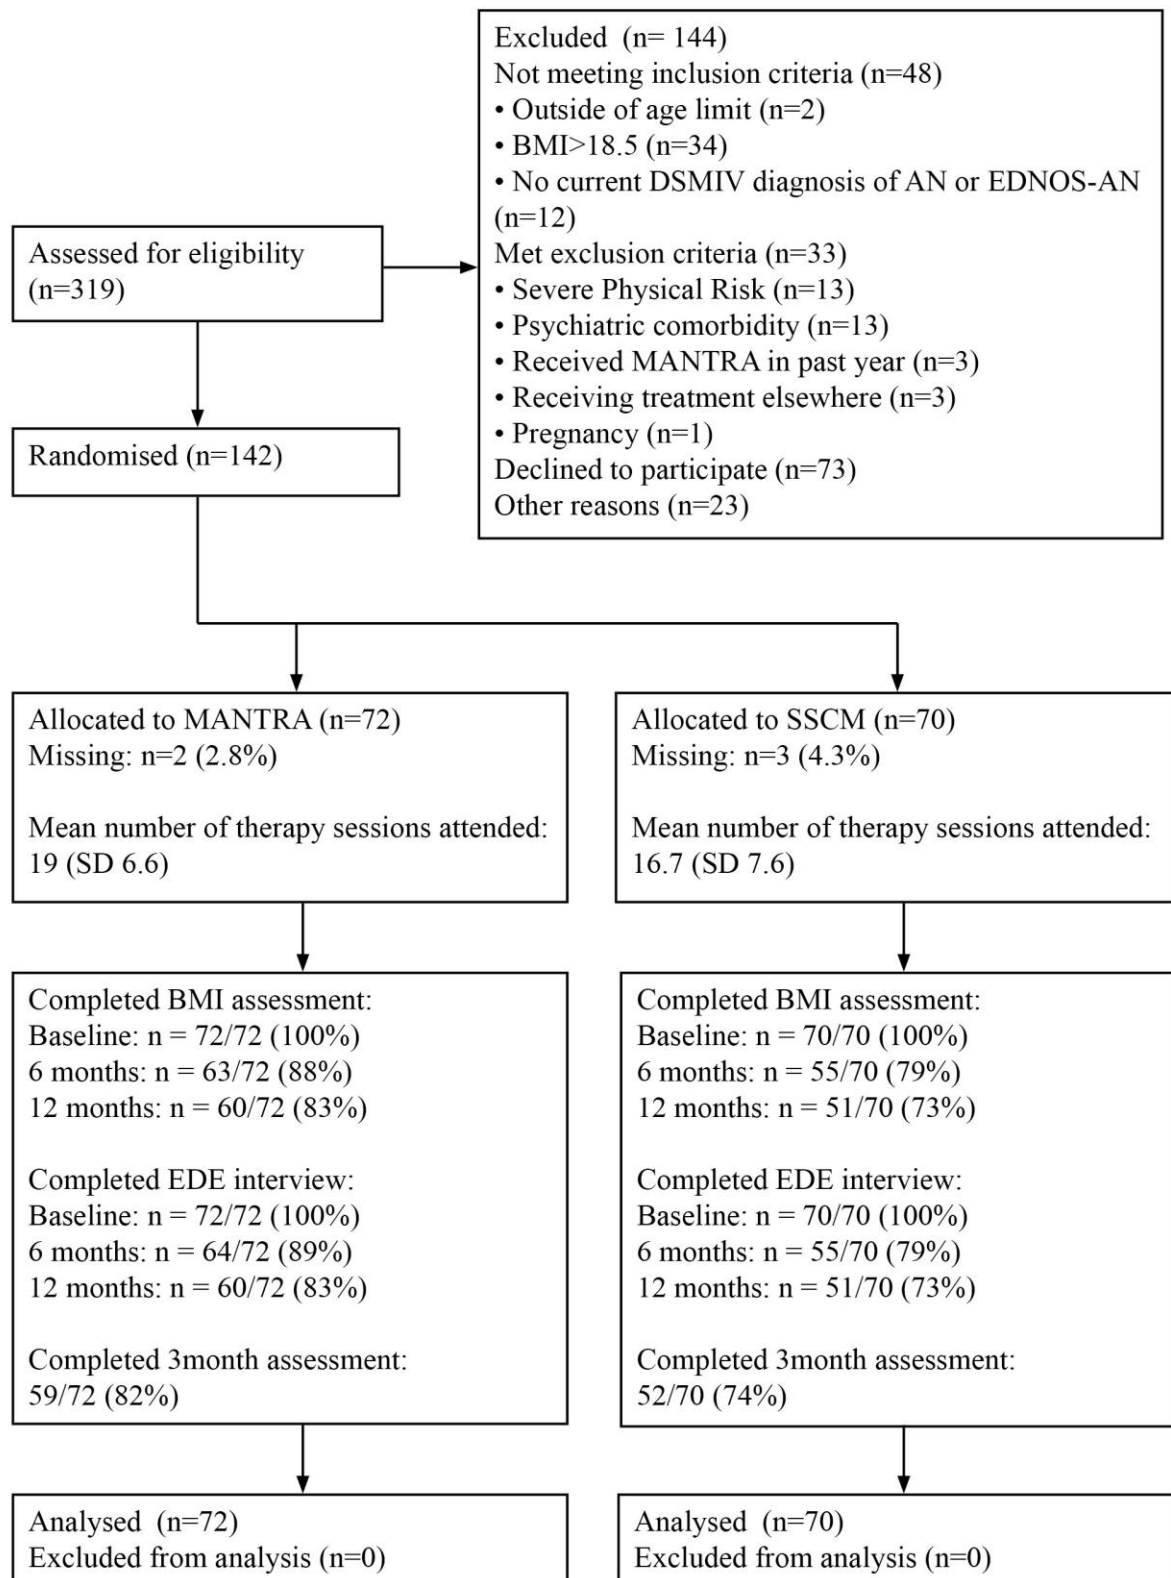 Excluded (n= 144)
Not meeting inclusion criteria (n=48)
• Outside of age limit (n=2)
• BMI>18.5 (n=34)
• No current DSMIV diagnosis of AN or EDNOS-AN
(n=12)
Met exclusion criteria (n=33)
• Severe Physical Risk (n=13)
• Psychiatric comorbidity (n=13)
• Received MANTRA in past year (n=3)
• Receiving treatment elsewhere (n=3)
• Pregnancy (n=1)
Declined to participate (n=73)
Other reasons (n=23)
Assessed for eligibility
(n=319)
Randomised (n=142)
Allocated to MANTRA (n=72)
Missing: n=2 (2.8%)
Mean number of therapy sessions attended:
19 (SD 6.6)
Allocated to SSCM (n=70)
Missing: n=3 (4.3%)
Mean number of therapy sessions attended:
16.7 (SD 7.6)
Completed BMI assessment:
Baseline: n = 72/72 (100%)
6 months: n = 63/72 (88%)
12 months: n = 60/72 (83%)
Completed EDE interview:
Baseline: n = 72/72 (100%)
6 months: n = 64/72 (89%)
12 months: n = 60/72 (83%)
Completed 3month assessment:
59/72 (82%)
Completed BMI assessment:
Baseline: n = 70/70 (100%)
6 months: n = 55/70 (79%)
12 months: n = 51/70 (73%)
Completed EDE interview:
Baseline: n = 70/70 (100%)
6 months: n = 55/70 (79%)
12 months: n = 51/70 (73%)
Completed 3month assessment:
52/70 (74%)
Analysed (n=72)
Excluded from analysis (n=0)
Analysed (n=70)
Excluded from analysis (n=0)